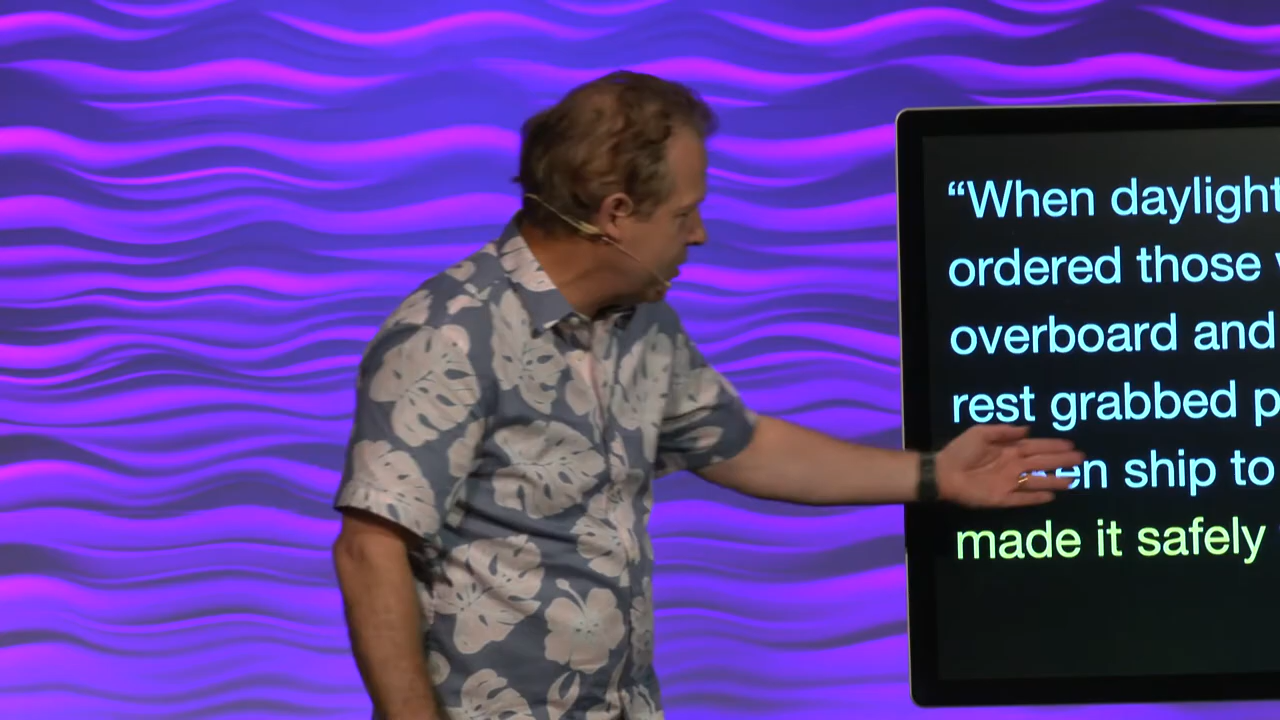 “When daylight
ordered those
overboard and
rest grabbed
ship to
made it safely